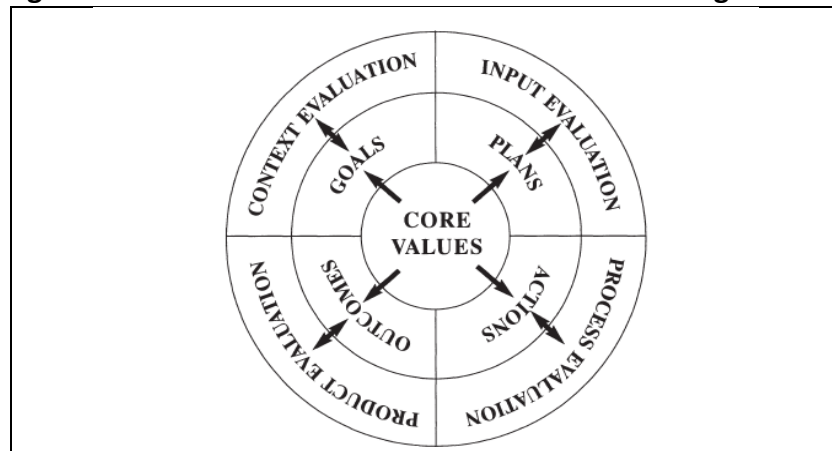 CONTEXT EVALUATION
INPUT EVALUATION
GOALS
PLANS
CORE
VALUES
OUTCOMES
ACTIONS
PRODUCT EVALUATION
PROCESS EVALUATION